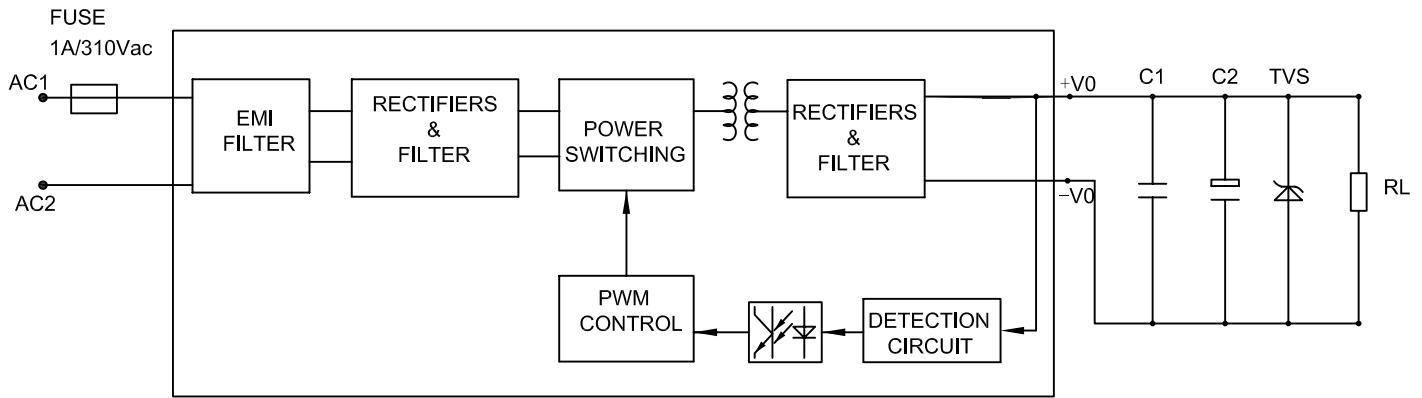 FUSE
1A/310Vac
AC1
AC2
EMI
FILTER
RECTIFIERS
&
FILTER
POWER
SWITCHING
RECTIFIERS
&
FILTER
+V0
−V0
C1
C2
TVS
RL
PWM
CONTROL
DETECTION
CIRCUIT